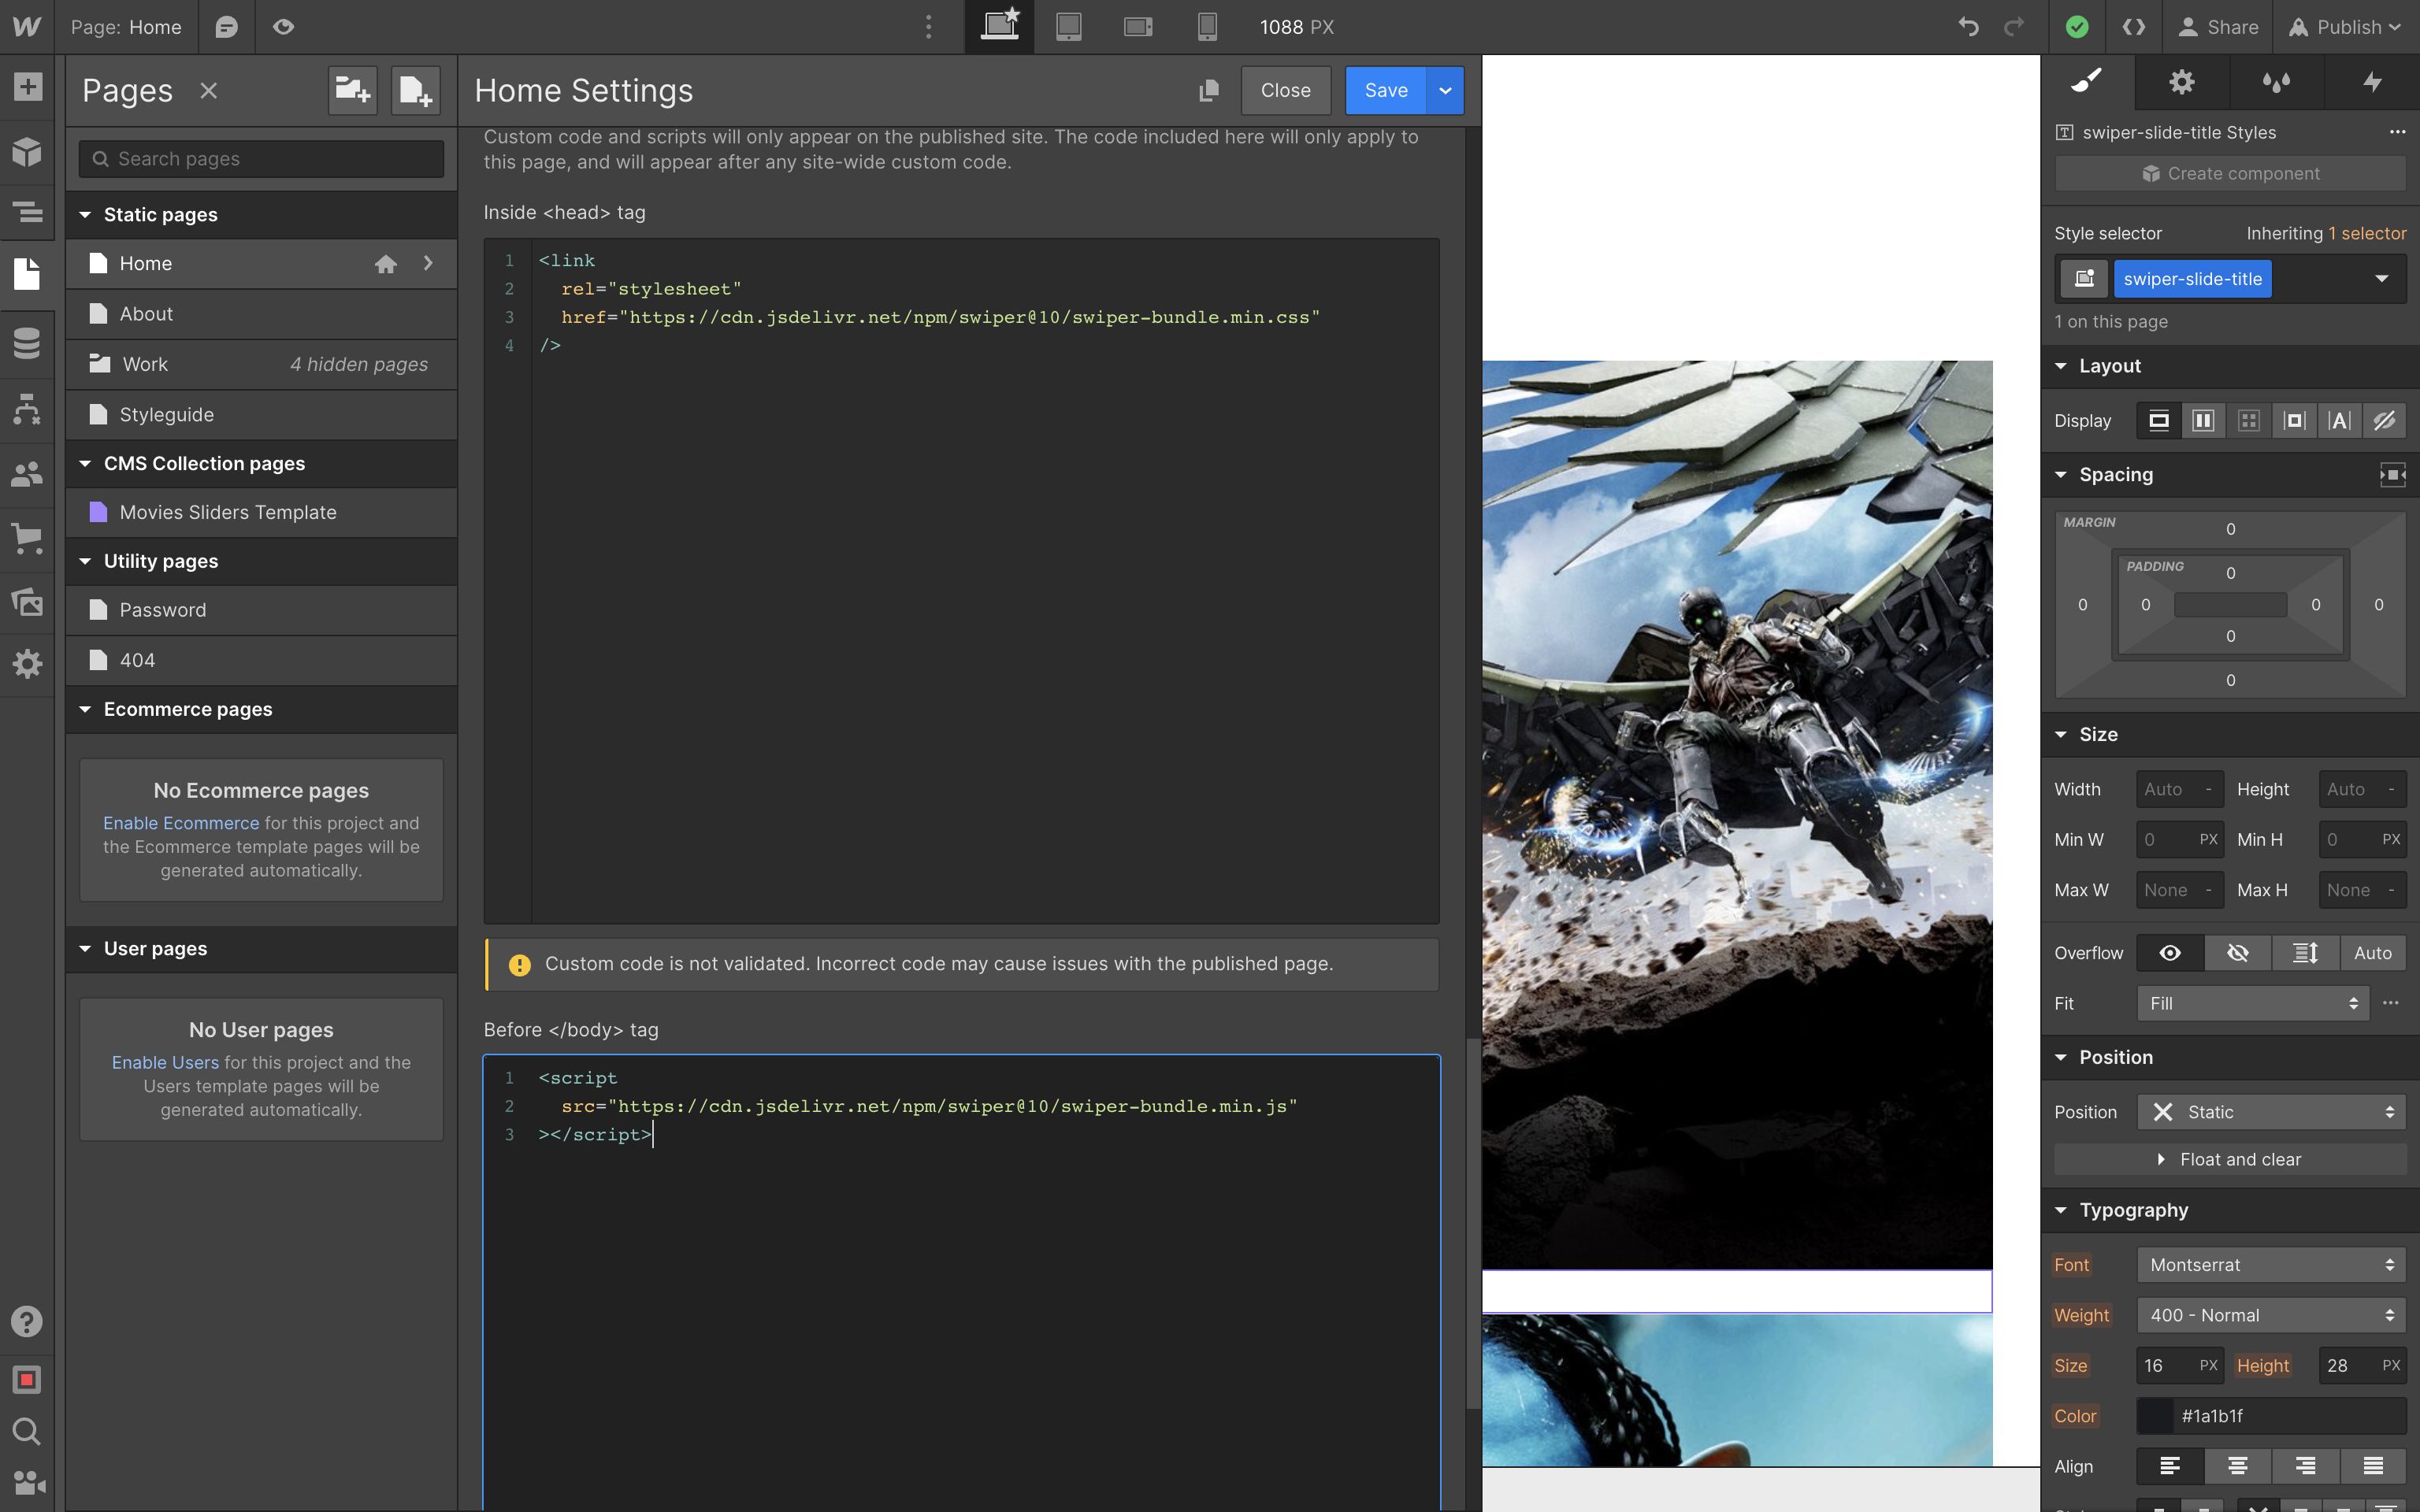 Page: Home
1088 PX
Share
Publish
Pages
Search pages
Static pages
Home
About
Work
4 hidden pages
Styleguide
CMS Collection pages
Movies Sliders Template
Utility pages
Password
404
Ecommerce pages
No Ecommerce pages
Enable Ecommerce for this project and
the Ecommerce template pages will be
generated automatically.
User pages
No User pages
Enable Users for this project and the
Users template pages will be
generated automatically.
Home Settings
Close
Save
Custom code and scripts will only appear on the published site. The code included here will only apply to
this page, and will appear after any site-wide custom code.
Inside <head> tag
1 <link
2 rel="stylesheet"
3 href="https://cdn.jsdelivr.net/npm/swiper@10/swiper-bundle.min.css"
4 />
Custom code is not validated. Incorrect code may cause issues with the published page.
Before </body> tag
1 <script
2 src="https://cdn.jsdelivr.net/npm/swiper@10/swiper-bundle.min.js"
3 ></script>
swiper-slide-title Styles
Create component
Style selector
Inheriting 1 selector
swiper-slide-title
1 on this page
Layout
Display
Spacing
MARGIN
0
PADDING
0
0 0 0 0
0
0
Size
Width Auto - Height Auto -
Min W 0 PX Min H 0 PX
Max W None - Max H None -
Overflow Auto
Fit Fill
Position
Position Static
Float and clear
Typography
Font Montserrat
Weight 400 - Normal
Size 16 PX Height 28 PX
Color #1a1b1f
Align